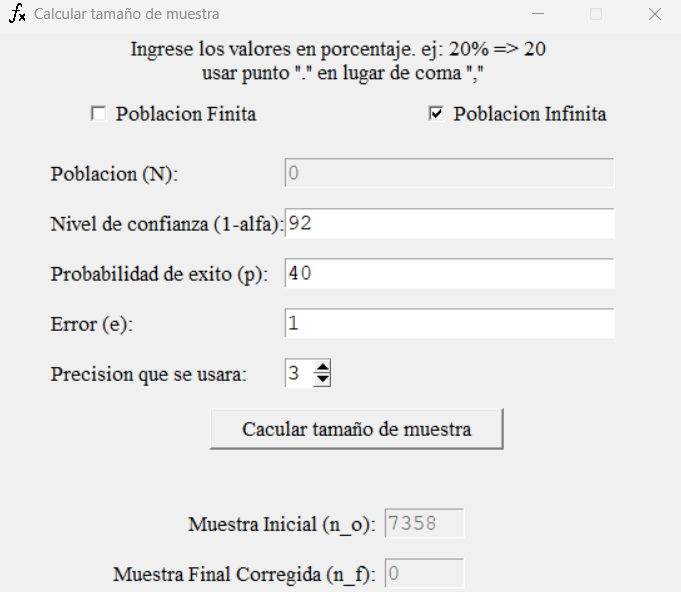 Calcular tamaño de muestra
Ingrese los valores en porcentaje. ej: 20% => 20
usar punto "." en lugar de coma ","
Poblacion Finita
Poblacion Infinita
Poblacion (N): 0
Nivel de confianza (1-alfa): 92
Probabilidad de exito (p): 40
Error (e): 1
Precision que se usara: 3
Cacular tamaño de muestra
Muestra Inicial (n_o): 7358
Muestra Final Corregida (n_f): 0